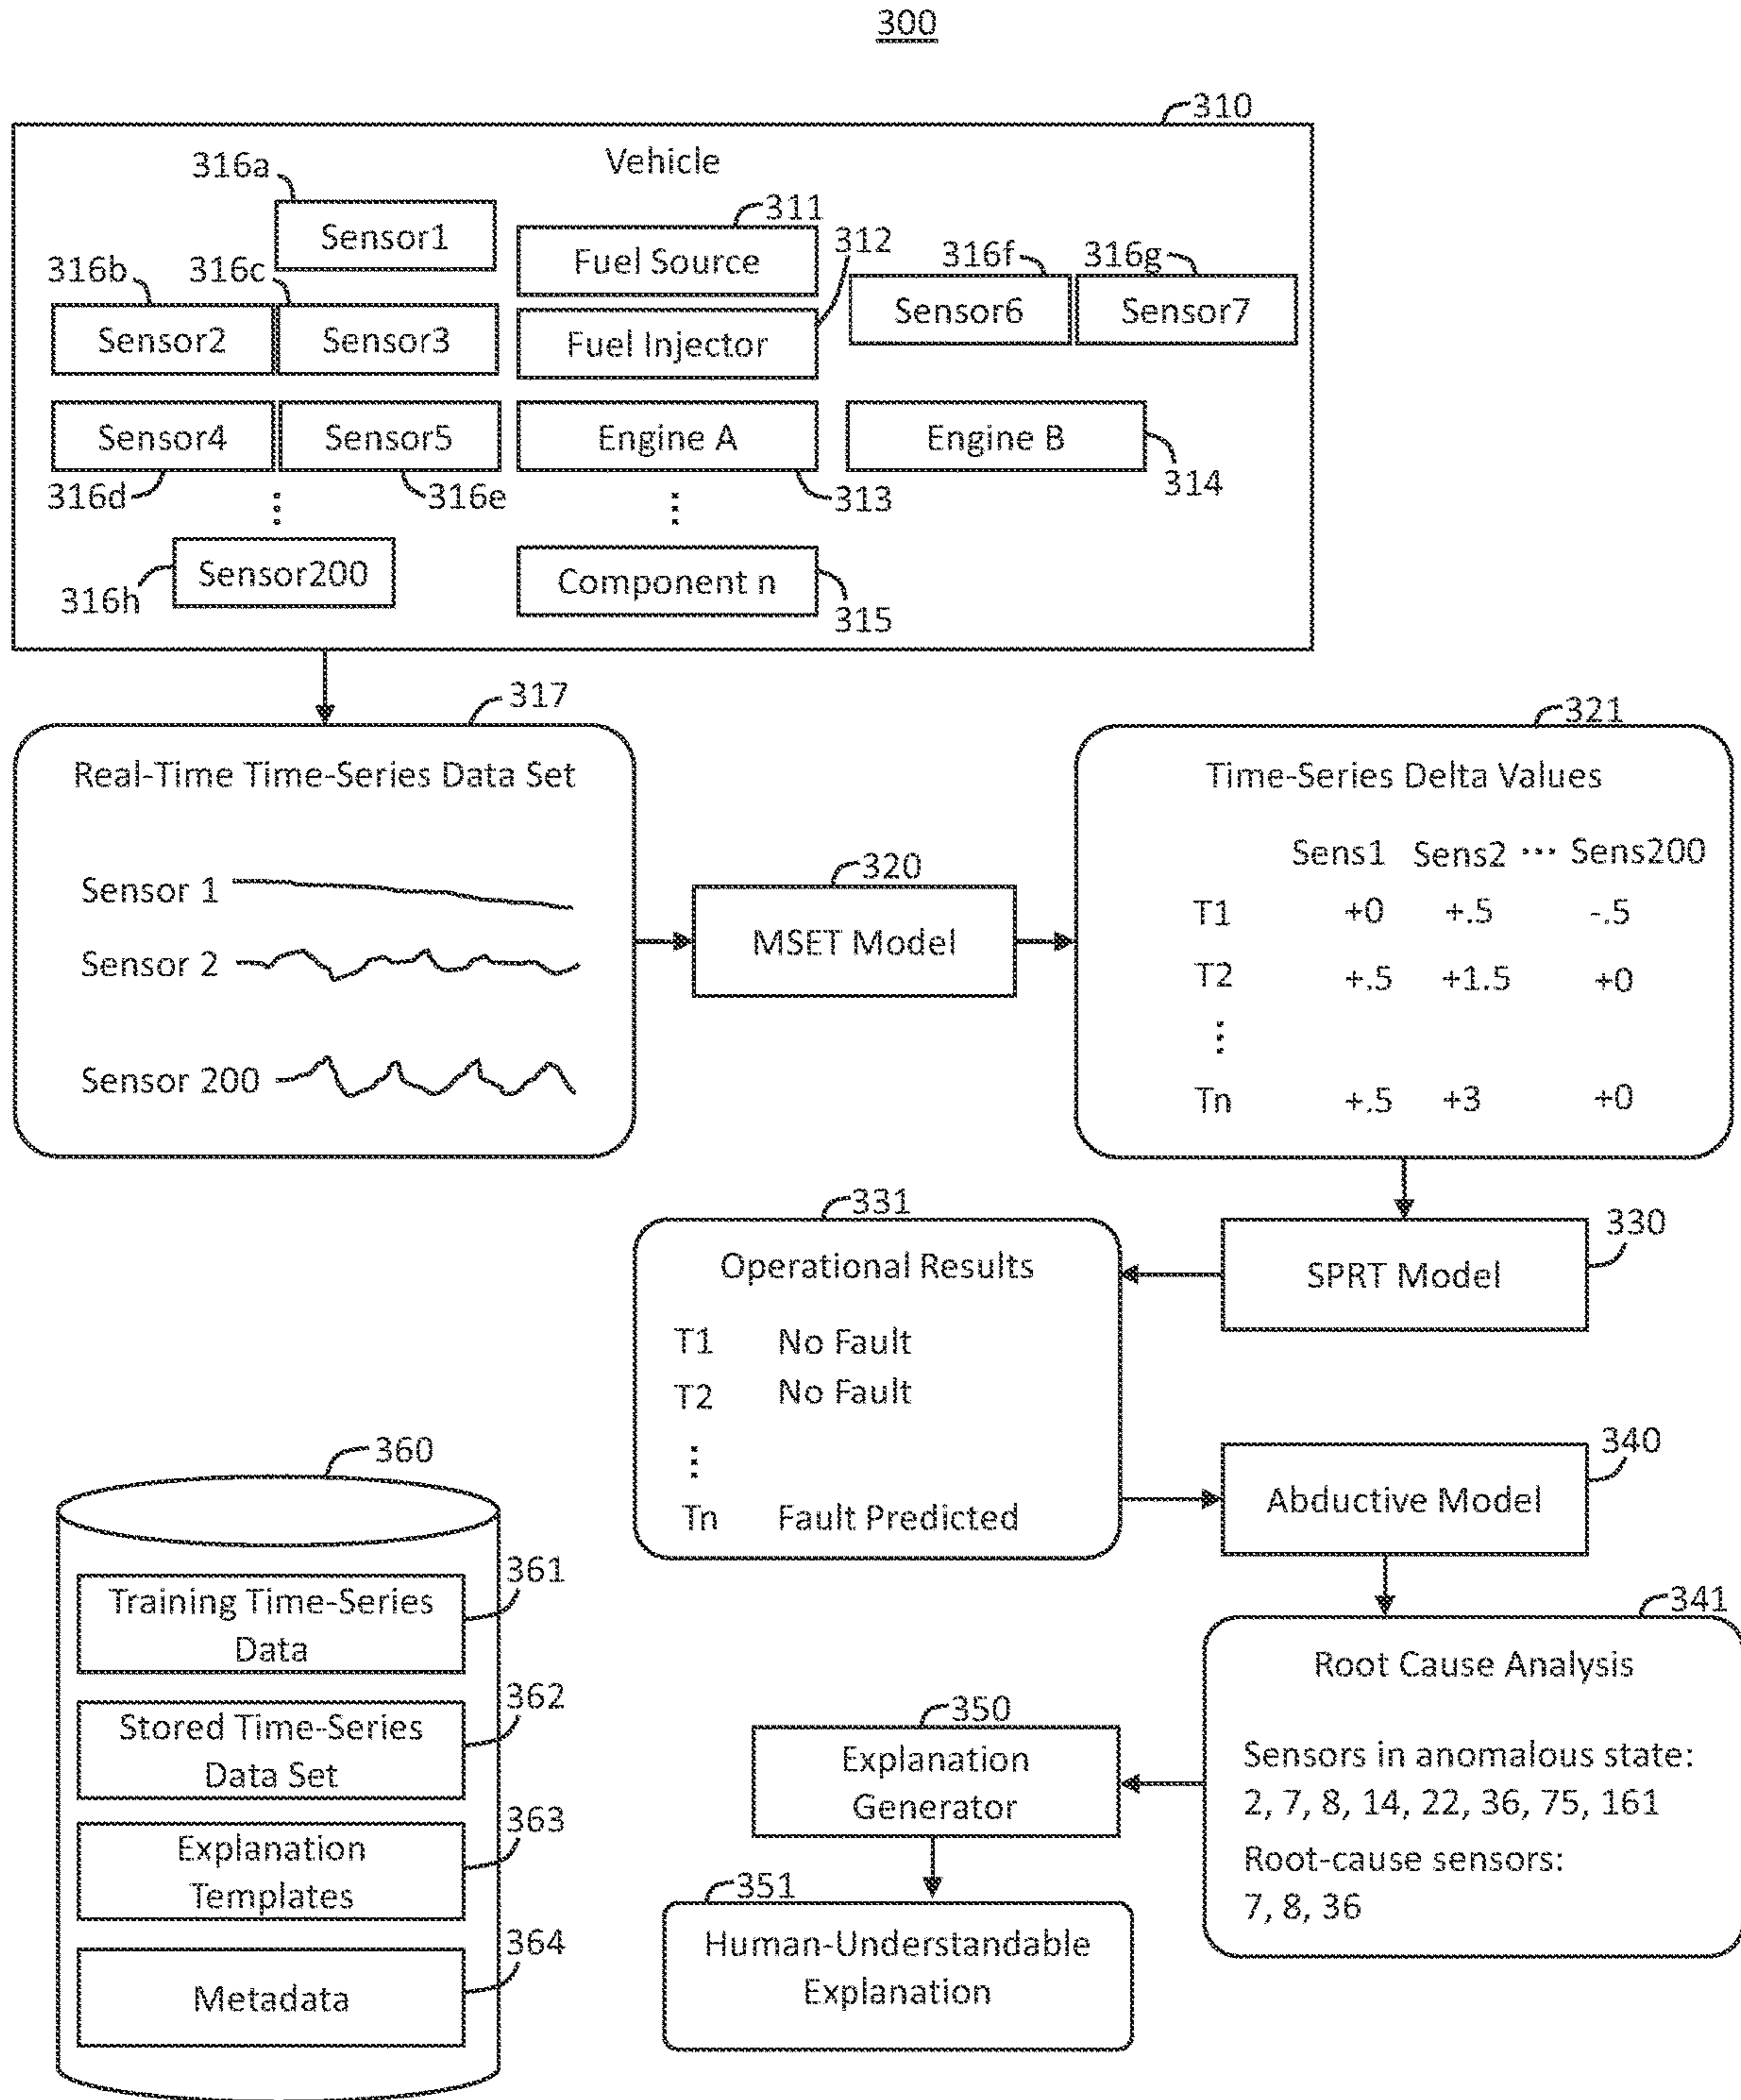 300
310
Vehicle
316a
Sensor1
311
Fuel Source
312
316b
316c
316f
316g
Sensor2
Sensor3
Fuel Injector
Sensor6
Sensor7
Sensor4
Sensor5
Engine A
Engine B
316d
316e
313
314
⋮
⋮
Sensor200
316h
Component n
315
317
Real-Time Time-Series Data Set
Sensor 1
Sensor 2
Sensor 200
320
MSET Model
321
Time-Series Delta Values
Sens1 Sens2 ⋯ Sens200
T1 +0 +.5 -.5
T2 +.5 +1.5 +0
⋮
Tn +.5 +3 +0
330
SPRT Model
331
Operational Results
T1 No Fault
T2 No Fault
⋮
Tn Fault Predicted
340
Abductive Model
341
Root Cause Analysis
Sensors in anomalous state:
2, 7, 8, 14, 22, 36, 75, 161
Root-cause sensors:
7, 8, 36
350
Explanation
Generator
351
Human-Understandable
Explanation
360
361
Training Time-Series
Data
362
Stored Time-Series
Data Set
363
Explanation
Templates
364
Metadata